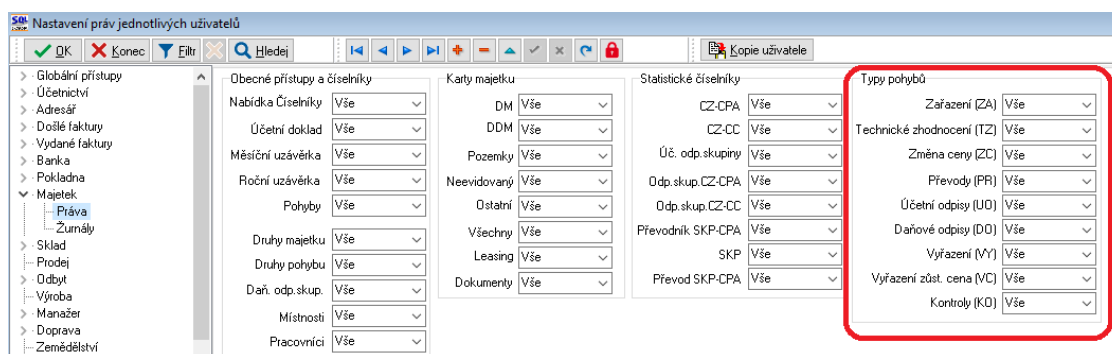 Nastavení práv jednotlivých uživatelů
OK Konec Filtr Hledej Kopie uživatele
Globální přístupy
Účetnictví
Adresář
Došlé faktury
Vydané faktury
Banka
Pokladna
Majetek
Práva
Žurnály
Sklad
Prodej
Odbyt
Výroba
Manažer
Doprava
Zemědělství
Obecné přístupy a číselníky
Nabídka Číselníky Vše
Účetní doklad Vše
Měsíční uzávěrka Vše
Roční uzávěrka Vše
Pohyby Vše
Druhy majetku Vše
Druhy pohybu Vše
Daň. odp.skup. Vše
Místnosti Vše
Pracovníci Vše
Karty majetku
DM Vše
DDM Vše
Pozemky Vše
Neevidovaný Vše
Ostatní Vše
Všechny Vše
Leasing Vše
Dokumenty Vše
Statistické číselníky
CZ-CPA Vše
CZ-CC Vše
Úč. odp.skupiny Vše
Odp.skup.CZ-CPA Vše
Odp.skup.CZ-CC Vše
Převodník SKP-CPA Vše
SKP Vše
Převod SKP-CPA Vše
Typy pohybů
Zařazení (ZA) Vše
Technické zhodnocení (TZ) Vše
Změna ceny (ZC) Vše
Převody (PR) Vše
Účetní odpisy (UO) Vše
Daňové odpisy (DO) Vše
Vyřazení (VY) Vše
Vyřazení zůst. cena (VC) Vše
Kontroly (KO) Vše